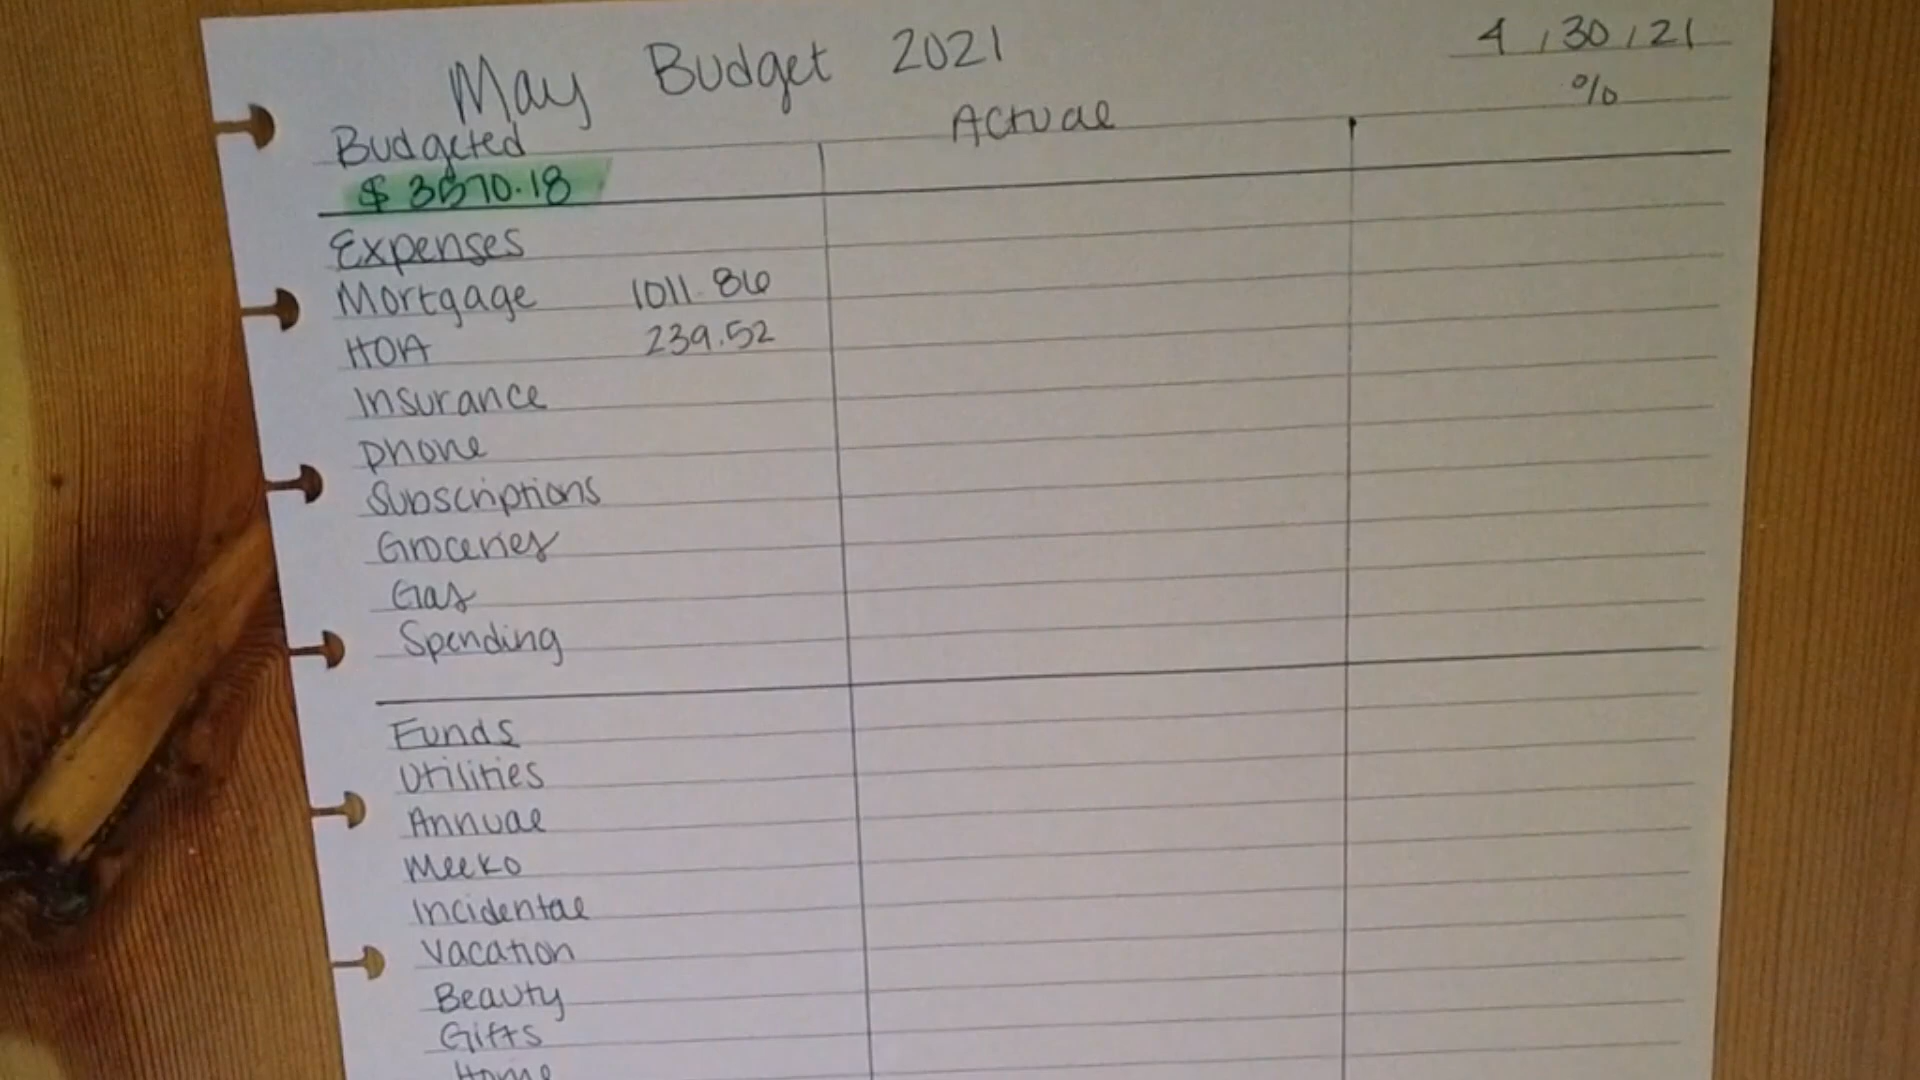 May Budget 2021
4/30/21
Budgeted
Actual
%
Expenses
Mortgage 1011.86
HOA 239.52
Insurance
Phone
Subscriptions
Groceries
Gas
Spending
Funds
Utilities
Annual
Meeko
Incidental
Vacation
Beauty
Gifts
Home